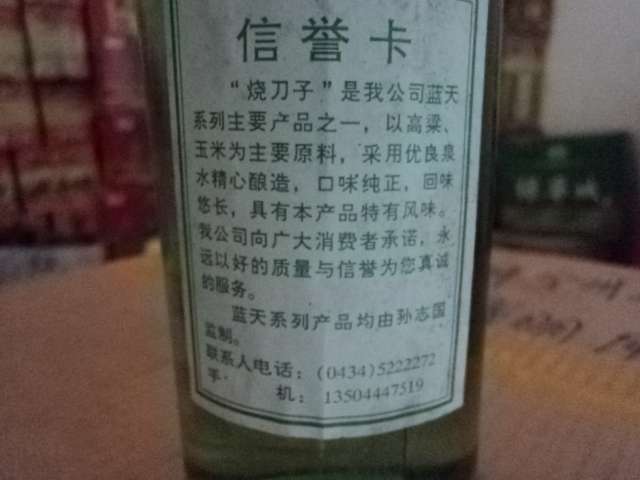 信誉卡
“烧刀子”是我公司蓝天
系列主要产品之一，以高粱、
玉米为主要原料，采用优良泉
水精心酿造，口味纯正，回味
悠长，具有本产品特有风味。
我公司向广大消费者承诺，永
远以好的质量与信誉为您真诚
的服务。
蓝天系列产品均由孙志国
监制。
联系人电话：(0434)5222272
手 机：13504447519